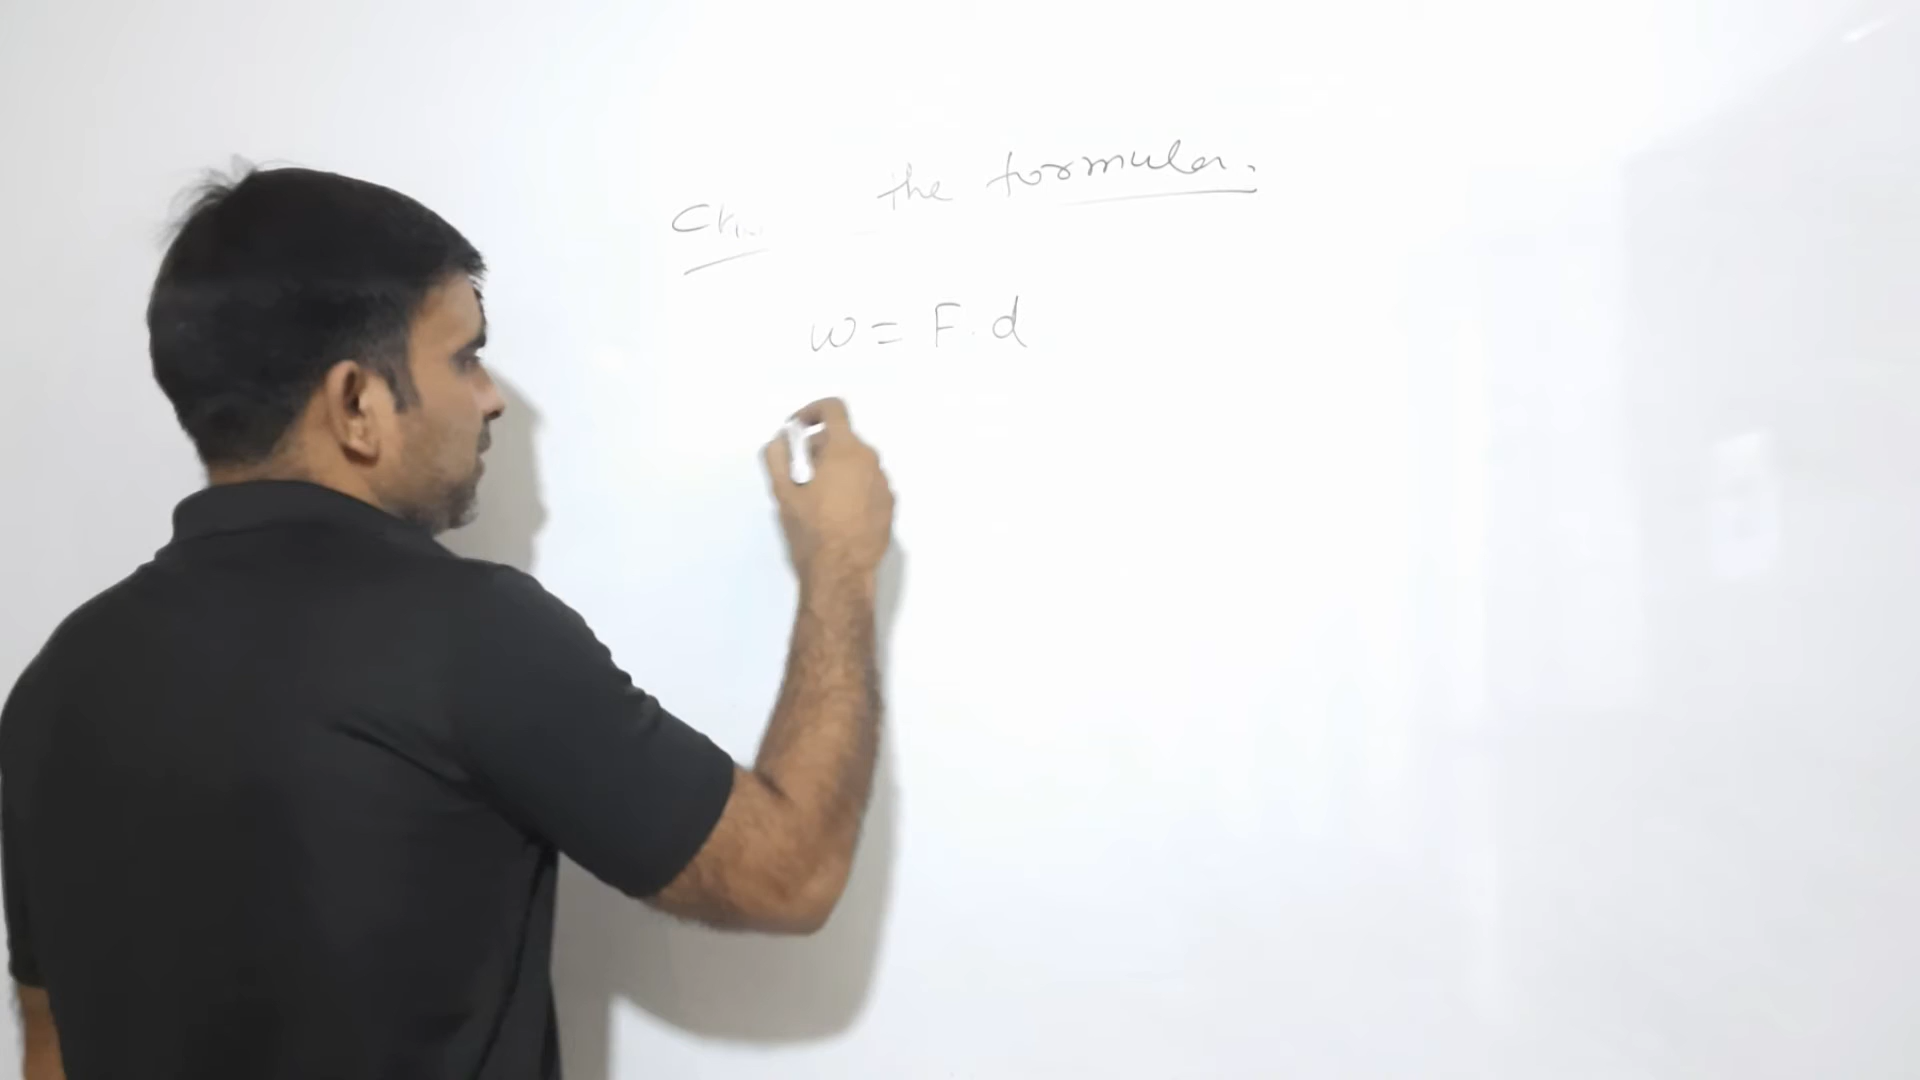 the formula.
w = F. d